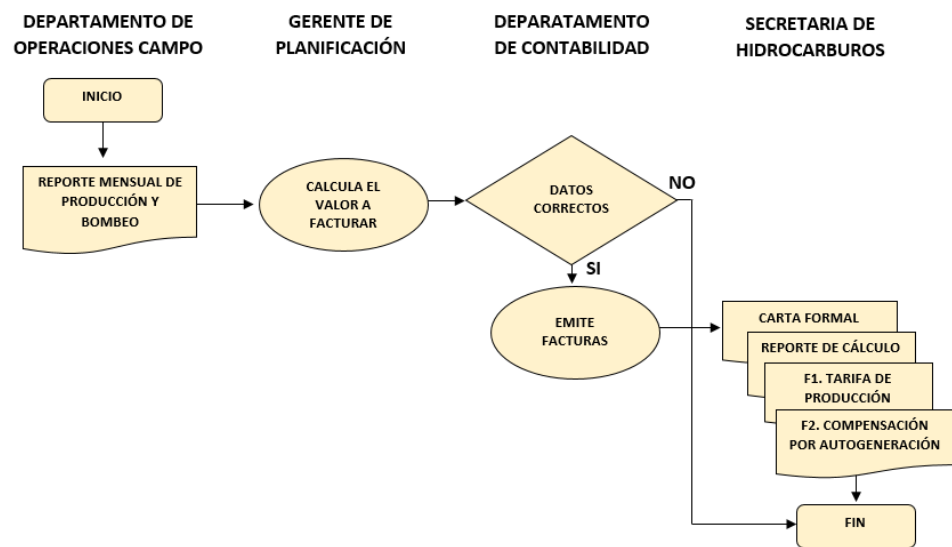 DEPARTAMENTO DE
OPERACIONES CAMPO
GERENTE DE
PLANIFICACIÓN
DEPARATAMENTO
DE CONTABILIDAD
SECRETARIA DE
HIDROCARBUROS
INICIO
REPORTE MENSUAL DE
PRODUCCIÓN Y
BOMBEO
CALCULA EL
VALOR A
FACTURAR
DATOS
CORRECTOS
NO
SI
EMITE
FACTURAS
CARTA FORMAL
REPORTE DE CÁLCULO
F1. TARIFA DE
PRODUCCIÓN
F2. COMPENSACIÓN
POR AUTOGENERACIÓN
FIN